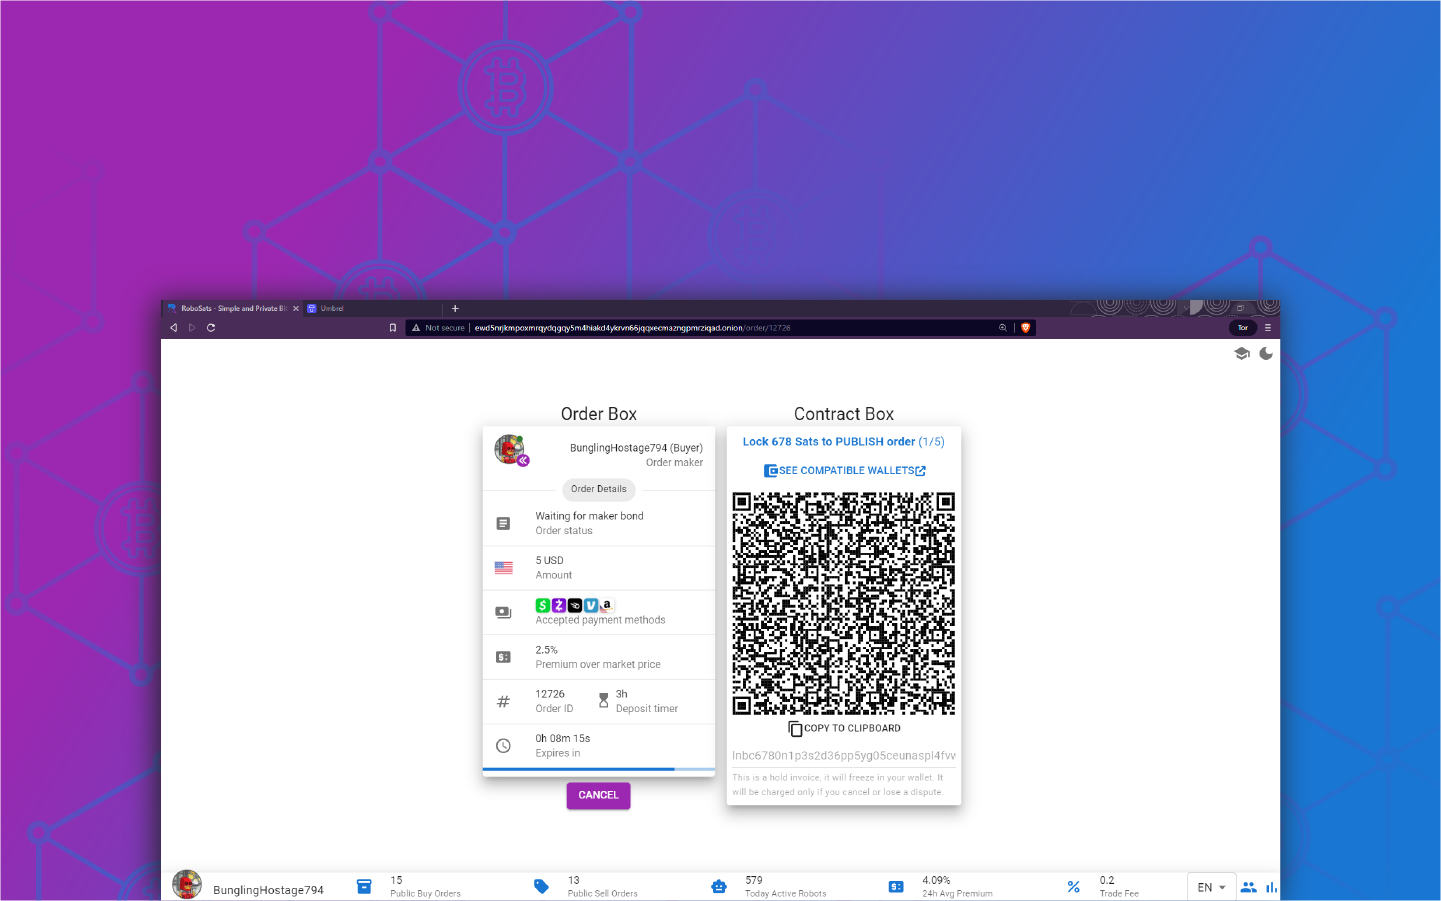 RoboSats - Simple and Private Bit
Umbrel
Not secure
ewd5nrjkmpoxmrqydqgqy5m4hiakd4ykrvn66jqqxecmazngpmrziqad.onion/order/12726
Tor
Order Box
BunglingHostage794 (Buyer)
Order maker
Order Details
Waiting for maker bond
Order status
5 USD
Amount
Accepted payment methods
2.5%
Premium over market price
12726
Order ID
3h
Deposit timer
0h 08m 15s
Expires in
CANCEL
Contract Box
Lock 678 Sats to PUBLISH order (1/5)
SEE COMPATIBLE WALLETS
COPY TO CLIPBOARD
lnbc6780n1p3s2d36pp5yg05ceunaspl4fvv
This is a hold invoice, it will freeze in your wallet. It
will be charged only if you cancel or lose a dispute.
BunglingHostage794
15
Public Buy Orders
13
Public Sell Orders
579
Today Active Robots
4.09%
24h Avg Premium
0.2
Trade Fee
EN